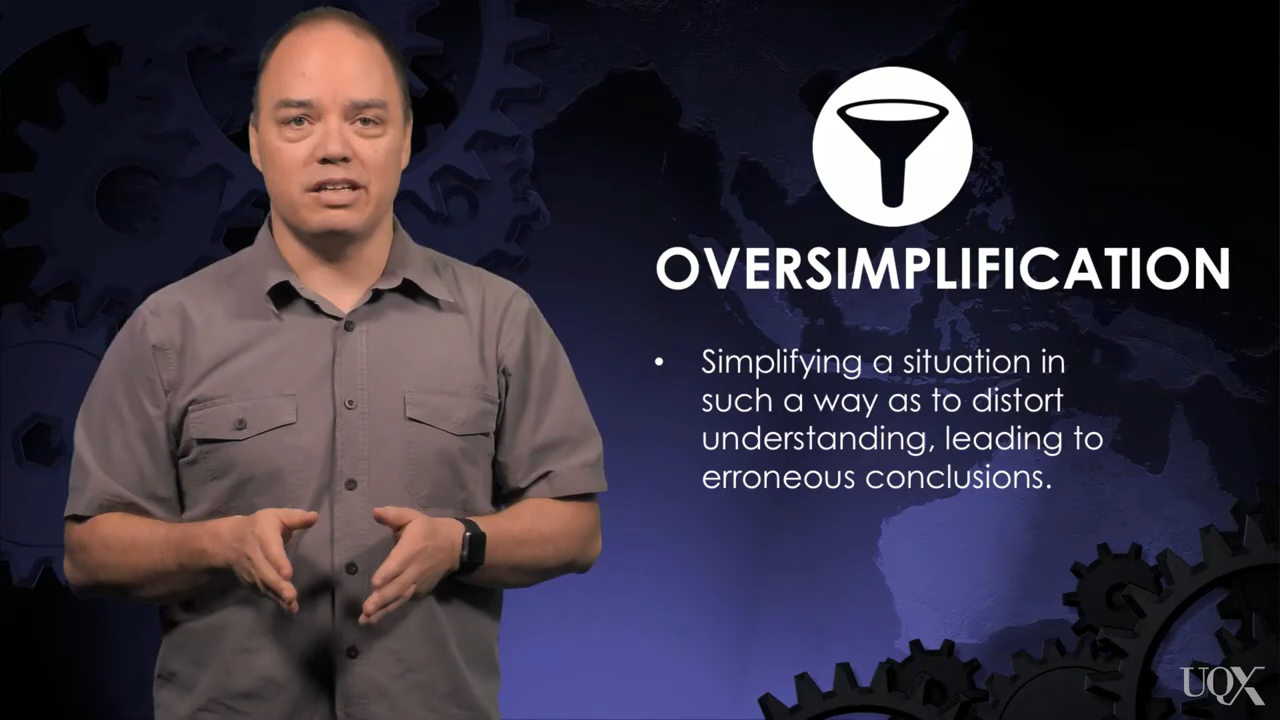 OVERSIMPLIFICATION
• Simplifying a situation in
such a way as to distort
understanding, leading to
erroneous conclusions.
UQX